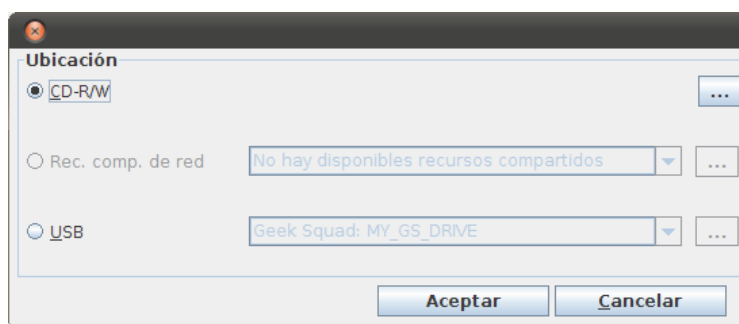 Ubicación
CD-R/W ...
Rec. comp. de red No hay disponibles recursos compartidos ...
USB Geek Squad: MY_GS_DRIVE ...
Aceptar Cancelar